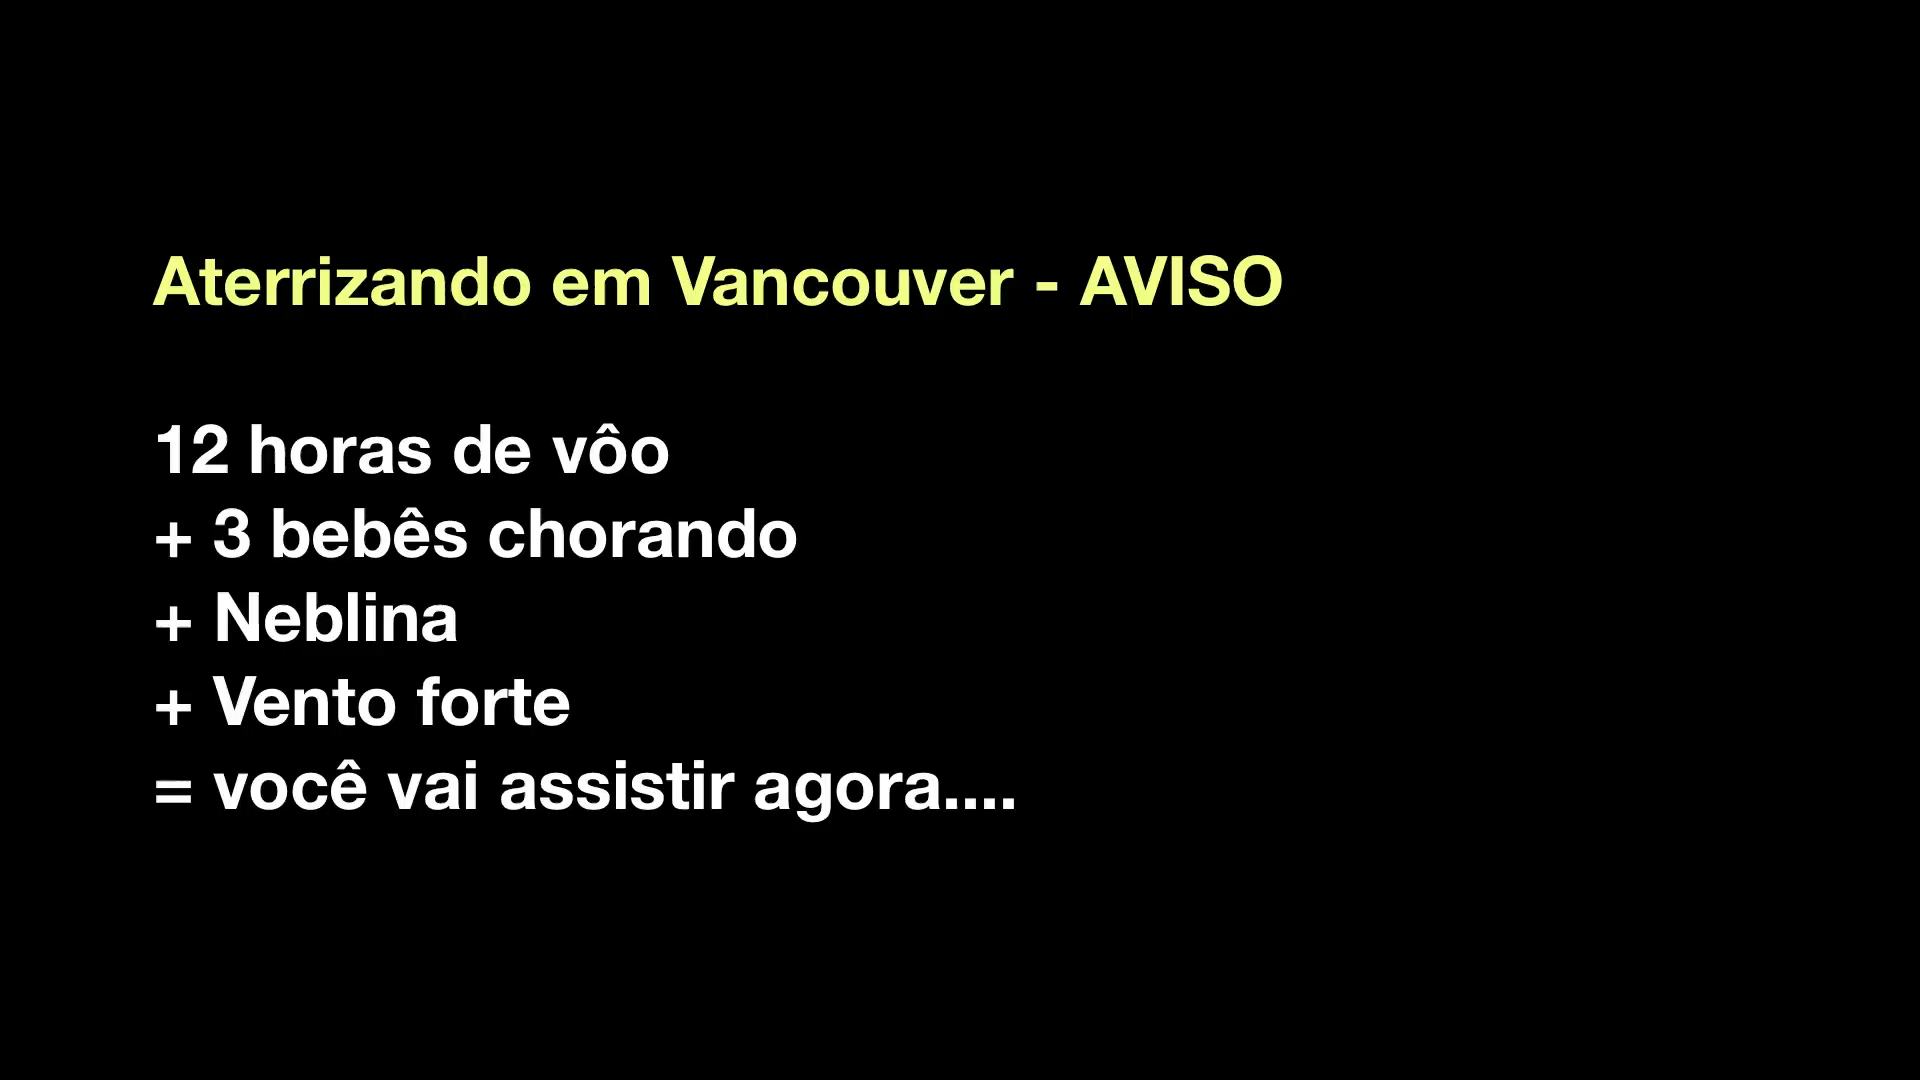 Aterrizando em Vancouver - AVISO
12 horas de vôo
+ 3 bebês chorando
+ Neblina
+ Vento forte
= você vai assistir agora....